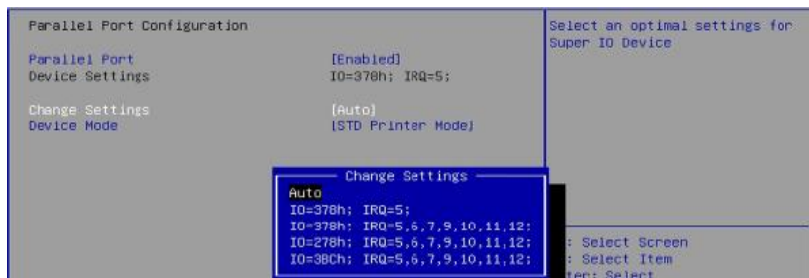 Parallel Port Configuration
Select an optimal settings for
Super IO Device
Parallel Port [Enabled]
Device Settings IO=378h; IRQ=5;
Change Settings [Auto]
Device Mode [STD Printer Mode]
Change Settings
Auto
IO=378h; IRQ=5;
IO=378h; IRQ=5,6,7,9,10,11,12;
IO=278h; IRQ=5,6,7,9,10,11,12;
IO=3BCh; IRQ=5,6,7,9,10,11,12;
: Select Screen
: Select Item
ter: Select